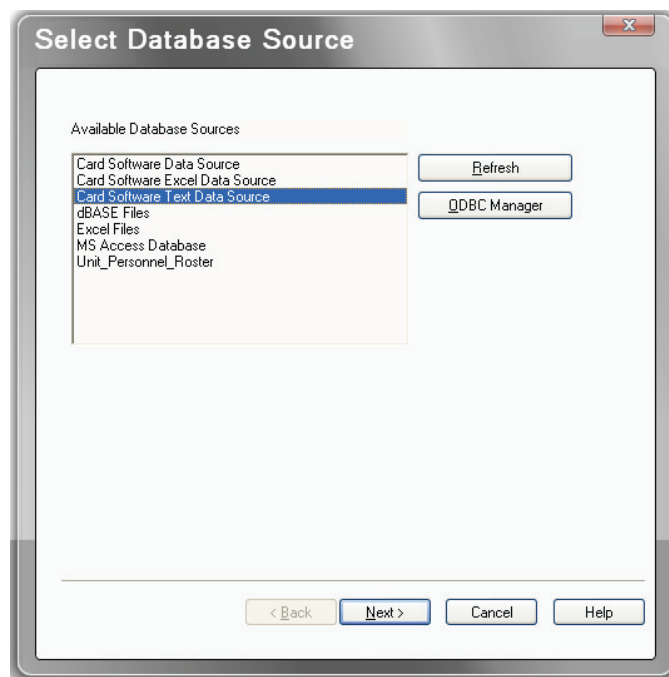 Select Database Source
Available Database Sources
Card Software Data Source
Card Software Excel Data Source
Card Software Text Data Source
dBASE Files
Excel Files
MS Access Database
Unit_Personnel_Roster
Refresh
ODBC Manager
< Back
Next >
Cancel
Help